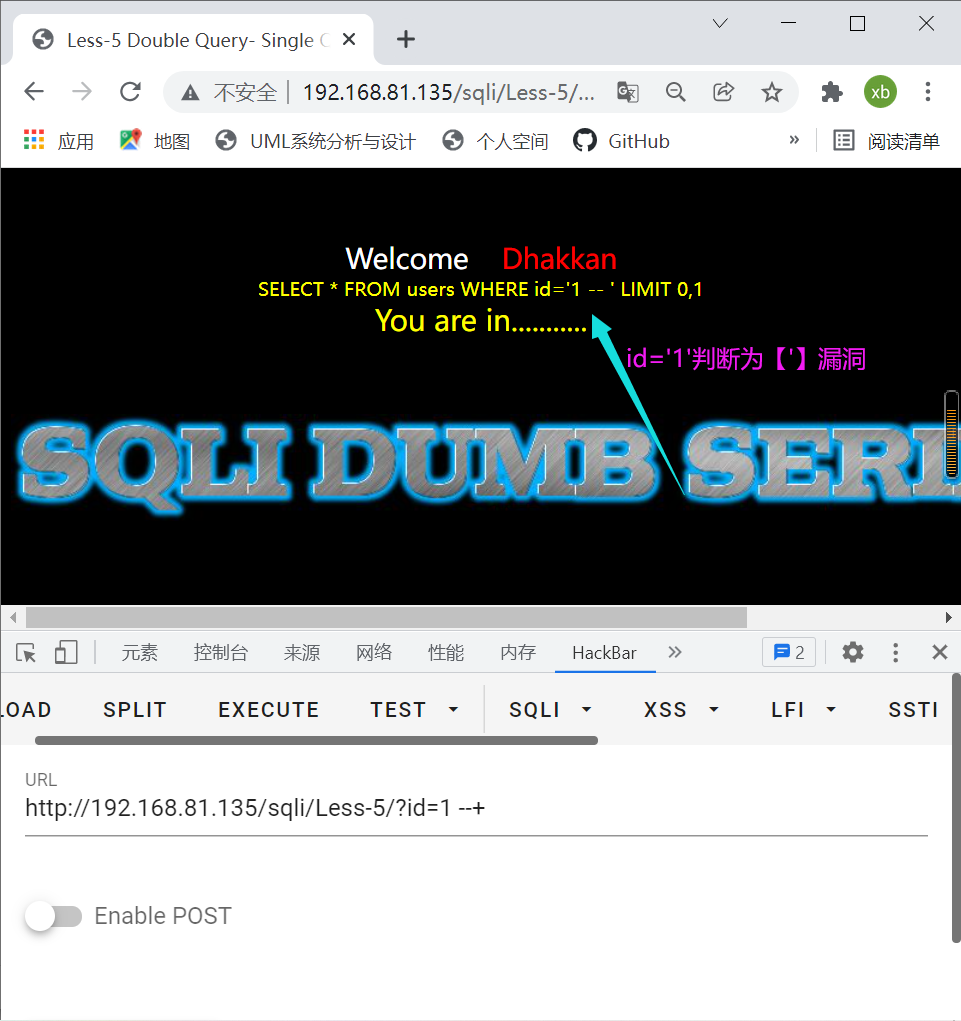 Less-5 Double Query- Single
不安全 192.168.81.135/sqli/Less-5/...
xb
应用 地图 UML系统分析与设计 个人空间 GitHub » 阅读清单
Welcome Dhakkan
SELECT * FROM users WHERE id='1 -- ' LIMIT 0,1
You are in...........
id='1'判断为【'】漏洞
SQLI DUMB SERI
元素 控制台 来源 网络 性能 内存 HackBar » 2
LOAD SPLIT EXECUTE TEST SQLI XSS LFI SSTI
URL
http://192.168.81.135/sqli/Less-5/?id=1 --+
Enable POST